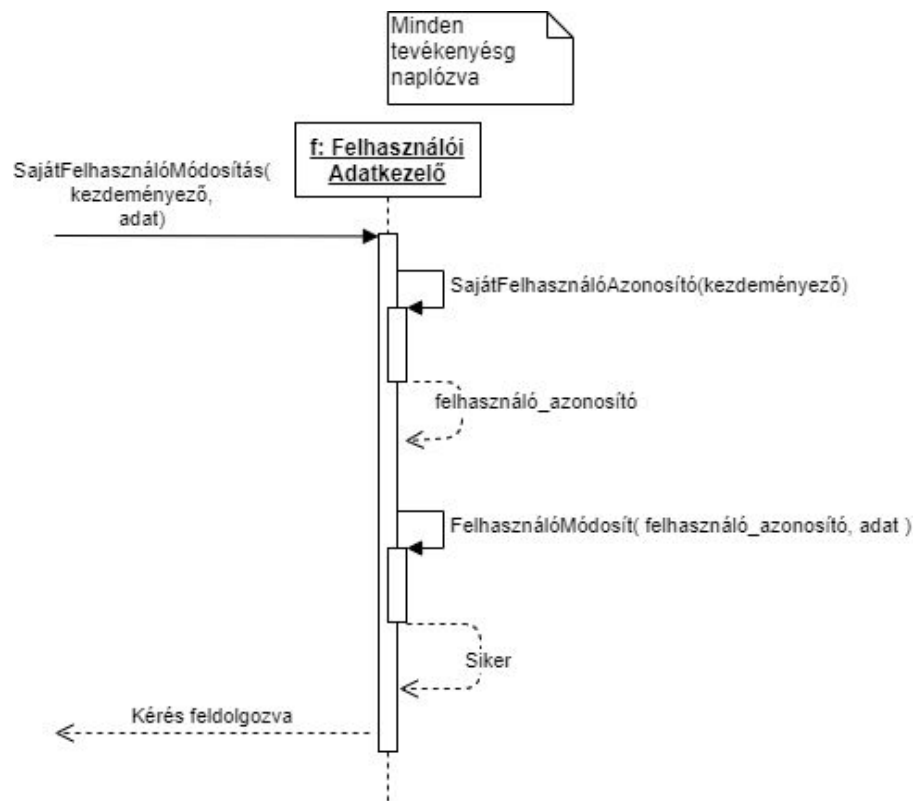 Minden
tevékenyésg
naplózva
f: Felhasználói
Adatkezelő
SajátFelhasználóMódosítás(
kezdeményező,
adat)
SajátFelhasználóAzonosító(kezdeményező)
felhasználó_azonosító
FelhasználóMódosít( felhasználó_azonosító, adat )
Siker
Kérés feldolgozva